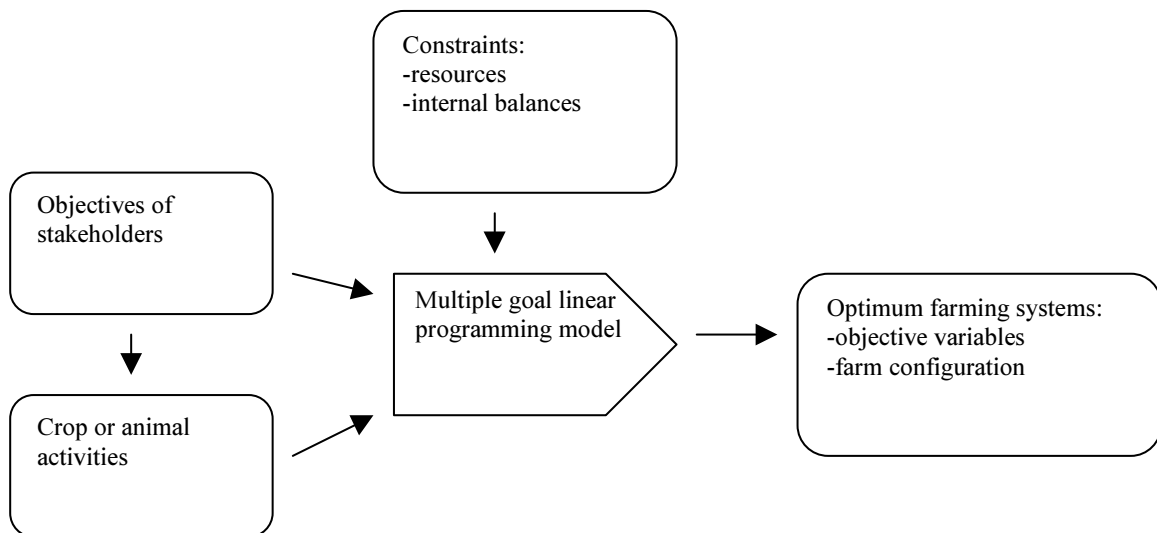 Constraints:
-resources
-internal balances
Objectives of
stakeholders
Multiple goal linear
programming model
Optimum farming systems:
-objective variables
-farm configuration
Crop or animal
activities